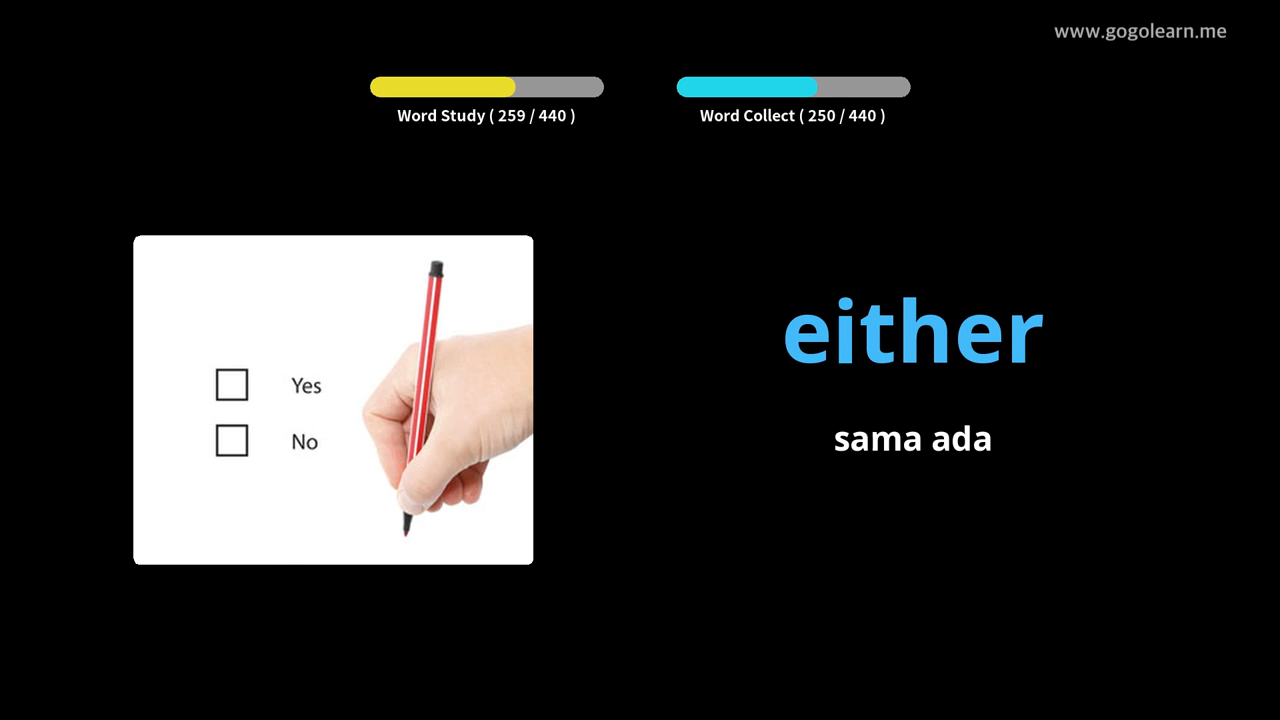 www.gogolearn.me
Word Study ( 259 / 440 )
Word Collect ( 250 / 440 )
Yes
No
either
sama ada